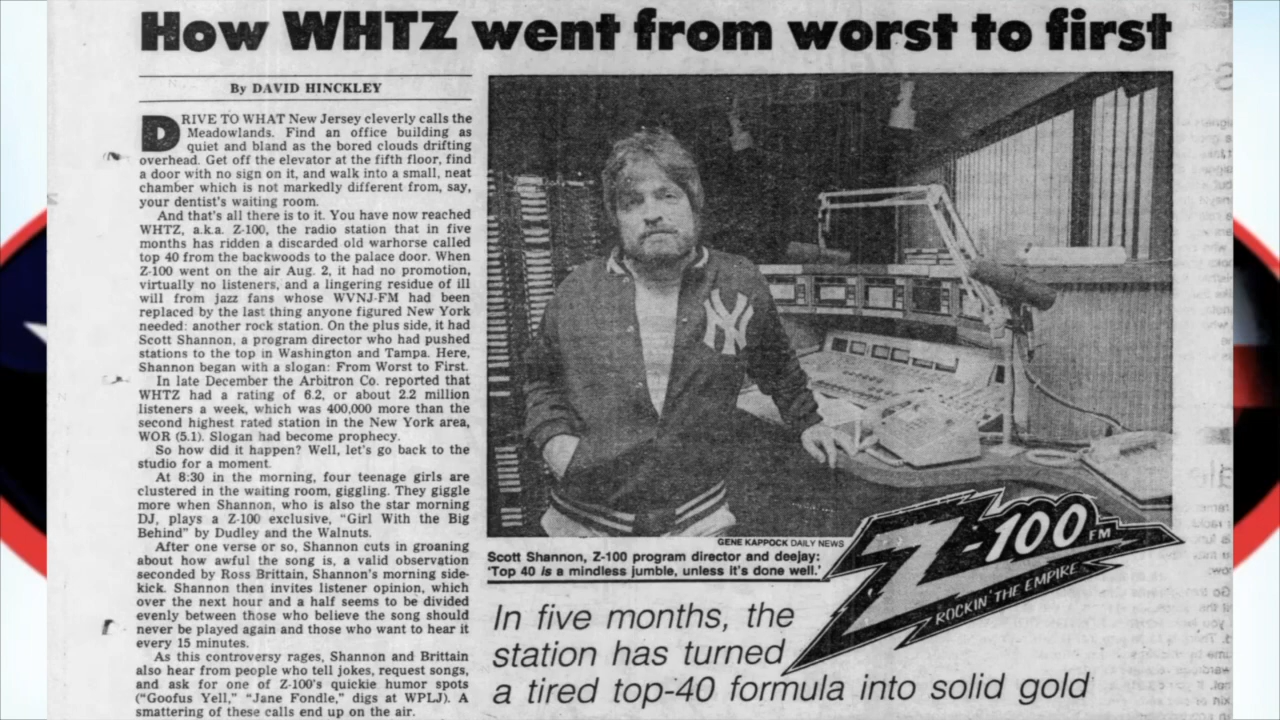 How WHTZ went from worst to first
By DAVID HINCKLEY
DRIVE TO WHAT New Jersey cleverly calls the
Meadowlands. Find an office building as
quiet and bland as the bored clouds drifting
overhead. Get off the elevator at the fifth floor, find
a door with no sign on it, and walk into a small, neat
chamber which is not markedly different from, say,
your dentist's waiting room.
And that's all there is to it. You have now reached
WHTZ, a.k.a. Z-100, the radio station that in five
months has ridden a discarded old warhorse called
top 40 from the backwoods to the palace door. When
Z-100 went on the air Aug. 2, it had no promotion,
virtually no listeners, and a lingering residue of ill
will from jazz fans whose WVNJ-FM had been
replaced by the last thing anyone figured New York
needed: another rock station. On the plus side, it had
Scott Shannon, a program director who had pushed
stations to the top in Washington and Tampa. Here,
Shannon began with a slogan: From Worst to First.
In late December the Arbitron Co. reported that
WHTZ had a rating of 6.2, or about 2.2 million
listeners a week, which was 400,000 more than the
second highest rated station in the New York area,
WOR (5.1). Slogan had become prophecy.
So how did it happen? Well, let's go back to the
studio for a moment.
At 8:30 in the morning, four teenage girls are
clustered in the waiting room, giggling. They giggle
more when Shannon, who is also the star morning
DJ, plays a Z-100 exclusive, "Girl With the Big
Behind" by Dudley and the Walnuts.
After one verse or so, Shannon cuts in groaning
about how awful the song is, a valid observation
seconded by Ross Brittain, Shannon's morning side-
kick. Shannon then invites listener opinion, which
over the next hour and a half seems to be divided
evenly between those who believe the song should
never be played again and those who want to hear it
every 15 minutes.
As this controversy rages, Shannon and Brittain
also hear from people who tell jokes, request songs,
and ask for one of Z-100's quickie humor spots
("Goofus Yell," "Jane Fondle," digs at WPLJ). A
smattering of these calls end up on the air.
NY
GENE KAPPOCK DAILY NEWS
Scott Shannon, Z-100 program director and deejay:
'Top 40 is a mindless jumble, unless it's done well.'
Z-100 FM
ROCKIN' THE EMPIRE
In five months, the
station has turned
a tired top-40 formula into solid gold